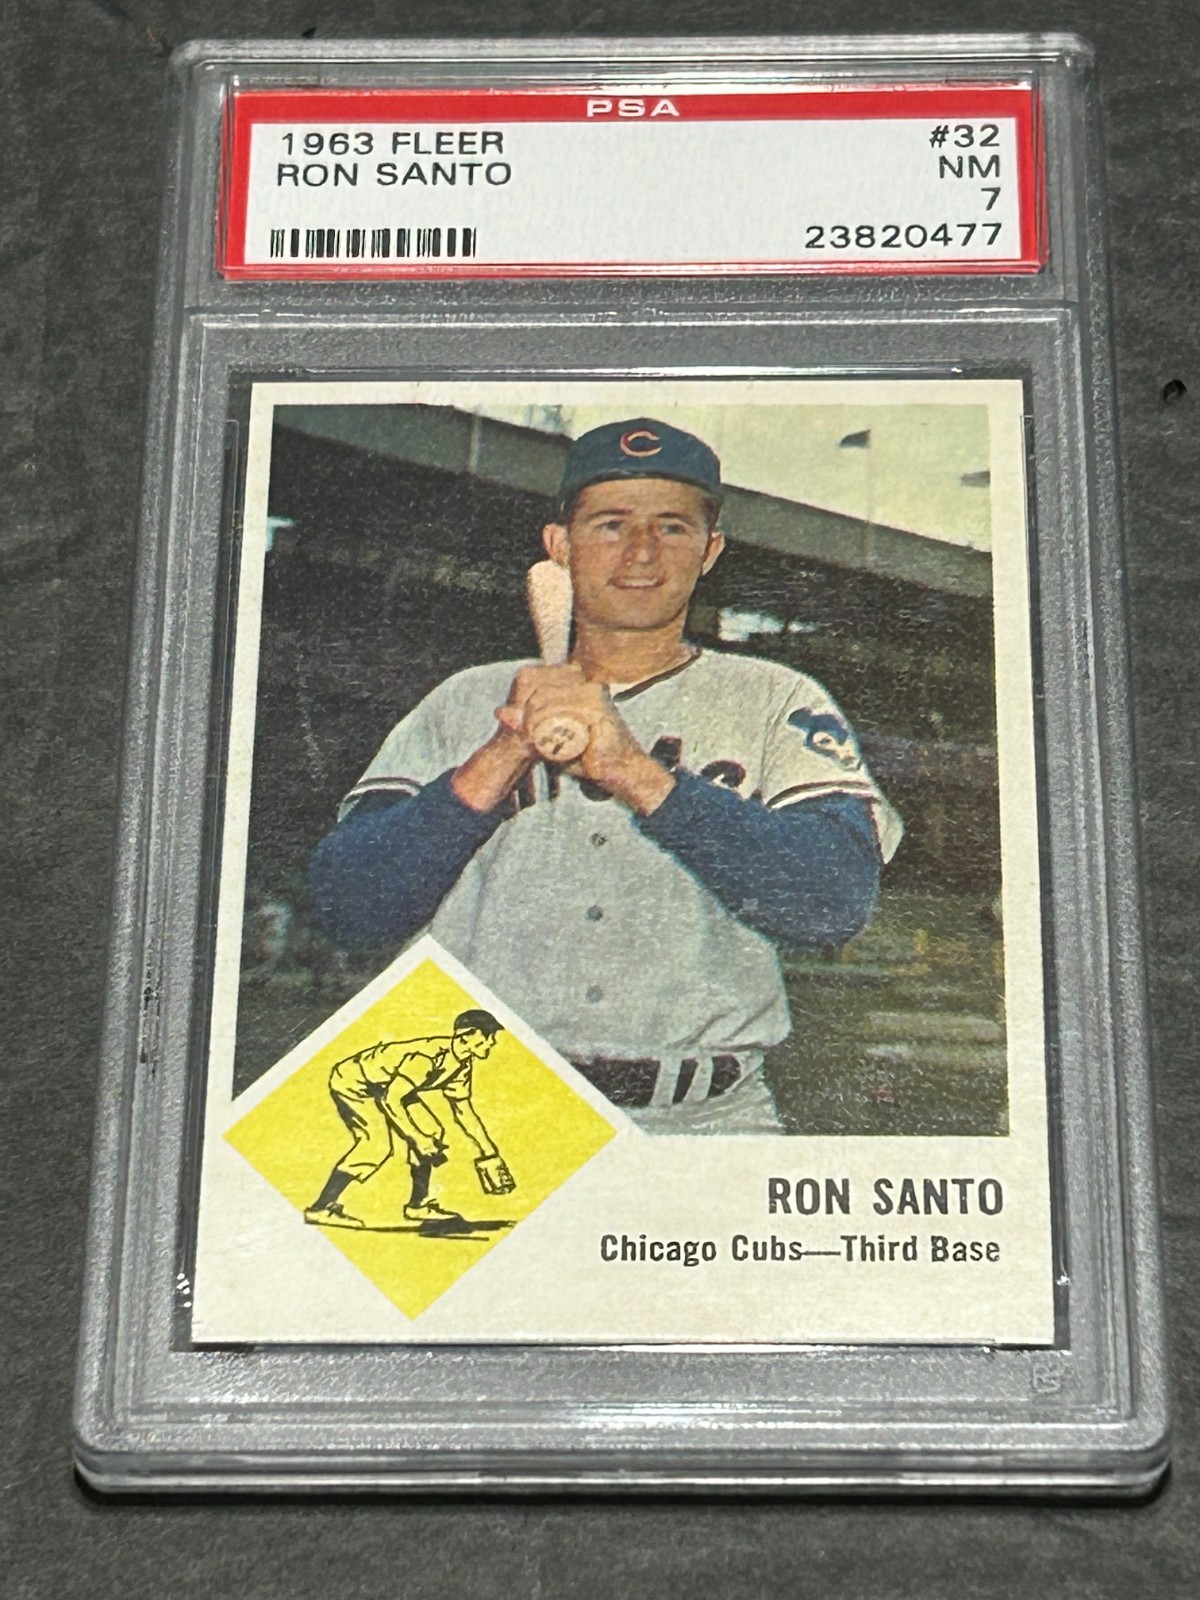 PSA
1963 FLEER
#32
RON SANTO
NM
7
23820477
C
RON SANTO
Chicago Cubs—Third Base